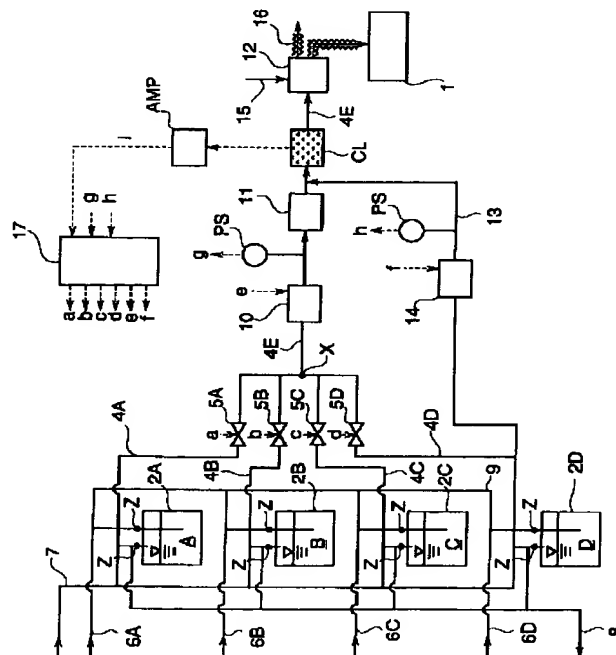 16
12
15
4E
1
AMP
i
CL
17
g
h
a
b
c
d
e
f
11
PS
g
e
10
4E
X
PS
h
13
f
14
4A
5A
a
5B
b
5C
c
5D
d
4B
4C
4D
9
7
2A
Z
Z
A
6A
2B
Z
Z
B
6B
2C
Z
Z
C
6C
2D
Z
Z
D
6D
8